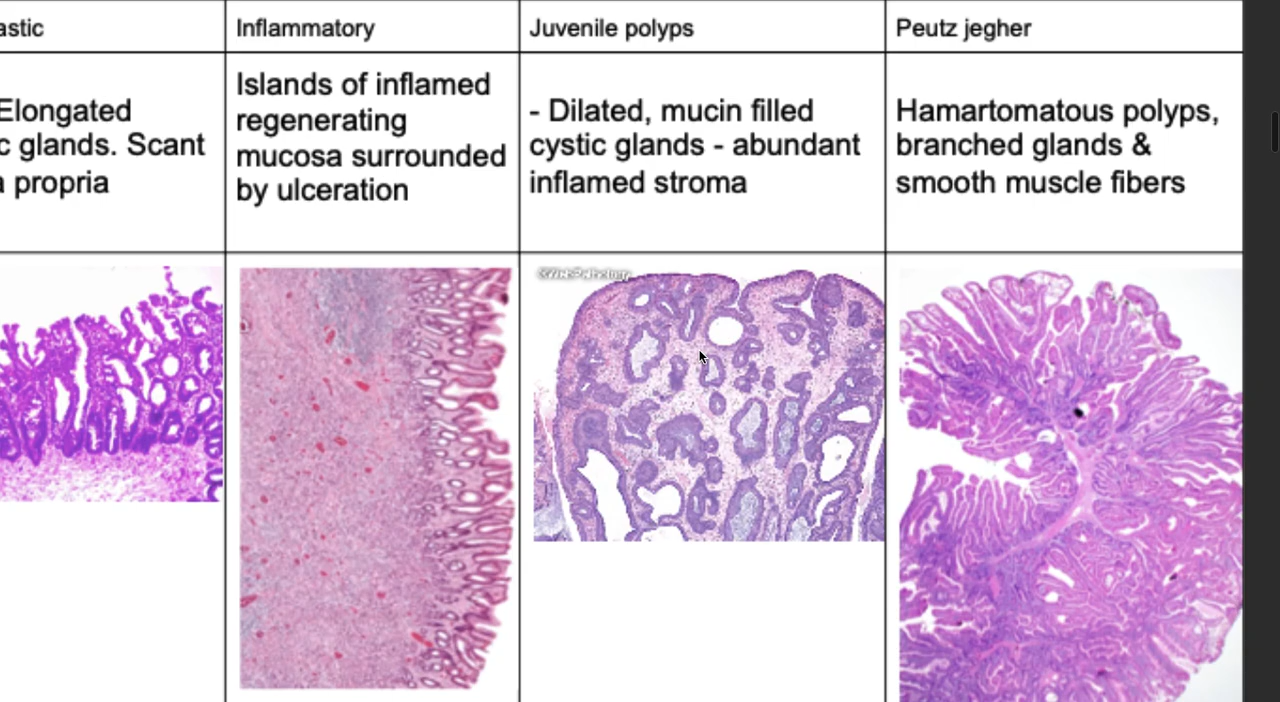 astic
Inflammatory
Juvenile polyps
Peutz jegher
Elongated
c glands. Scant
a propria
Islands of inflamed
regenerating
mucosa surrounded
by ulceration
- Dilated, mucin filled
cystic glands - abundant
inflamed stroma
Hamartomatous polyps,
branched glands &
smooth muscle fibers